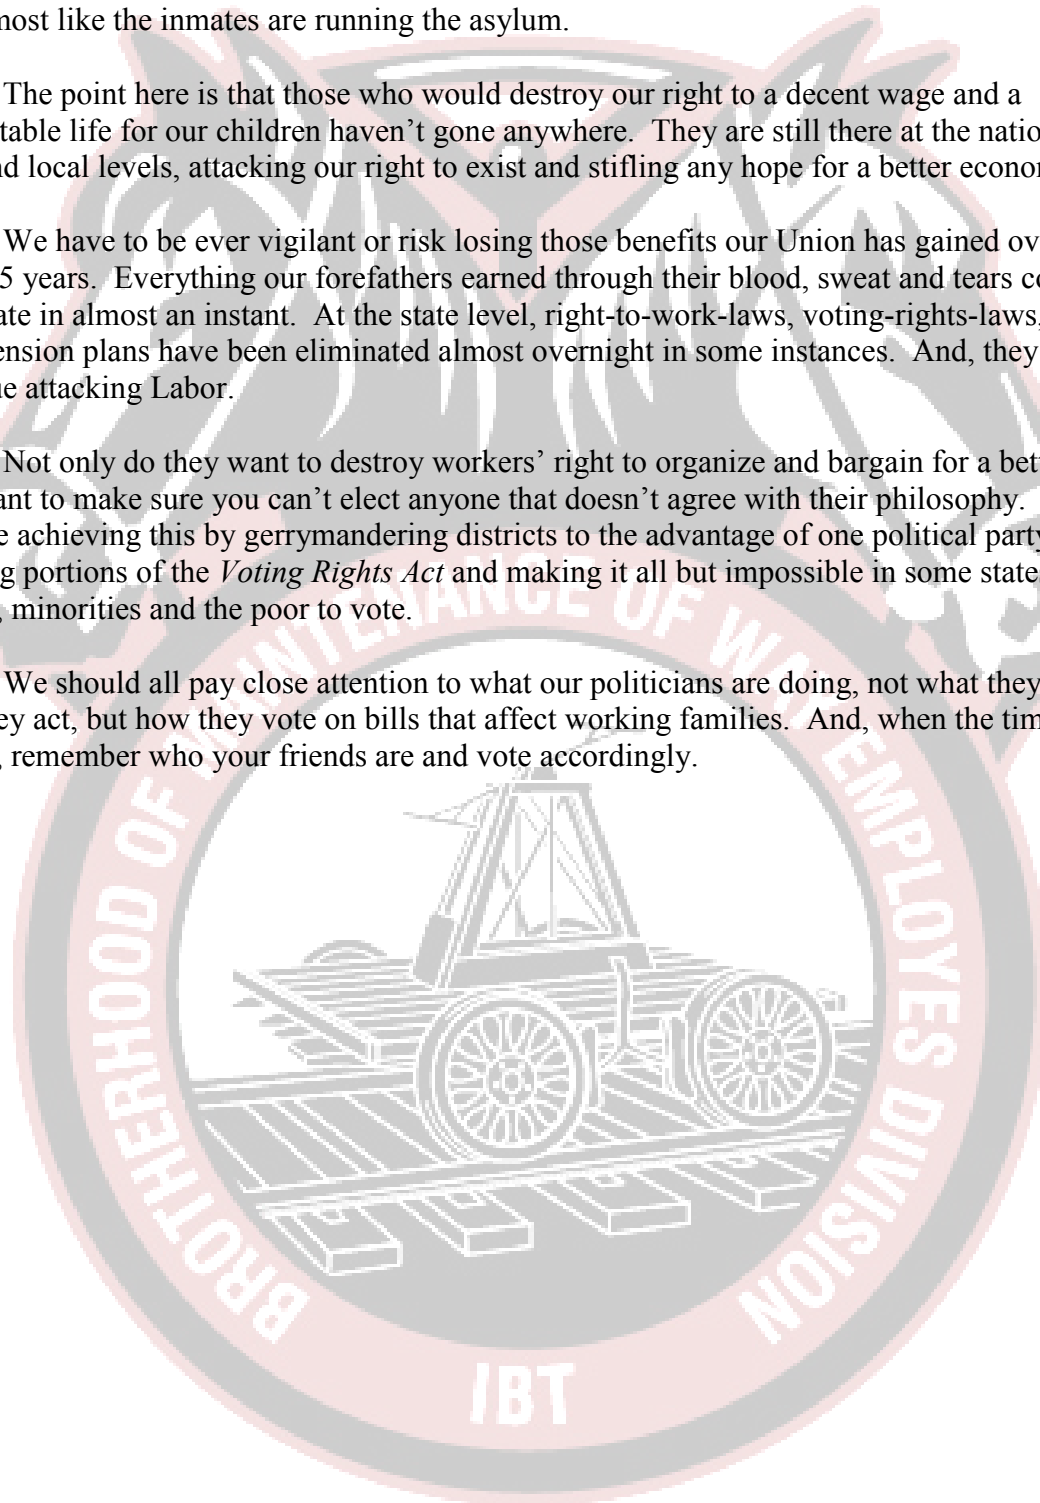 most like the inmates are running the asylum.
The point here is that those who would destroy our right to a decent wage and a
table life for our children haven’t gone anywhere. They are still there at the natio
nd local levels, attacking our right to exist and stifling any hope for a better econor
We have to be ever vigilant or risk losing those benefits our Union has gained ov
5 years. Everything our forefathers earned through their blood, sweat and tears co
ate in almost an instant. At the state level, right-to-work-laws, voting-rights-laws,
ension plans have been eliminated almost overnight in some instances. And, they
ue attacking Labor.
Not only do they want to destroy workers’ right to organize and bargain for a bet
ant to make sure you can’t elect anyone that doesn’t agree with their philosophy.
e achieving this by gerrymandering districts to the advantage of one political party
g portions of the Voting Rights Act and making it all but impossible in some state
, minorities and the poor to vote.
We should all pay close attention to what our politicians are doing, not what they
ey act, but how they vote on bills that affect working families. And, when the tim
, remember who your friends are and vote accordingly.
BROTHERHOOD OF MAINTENANCE OF WAY EMPLOYES DIVISION
IBT